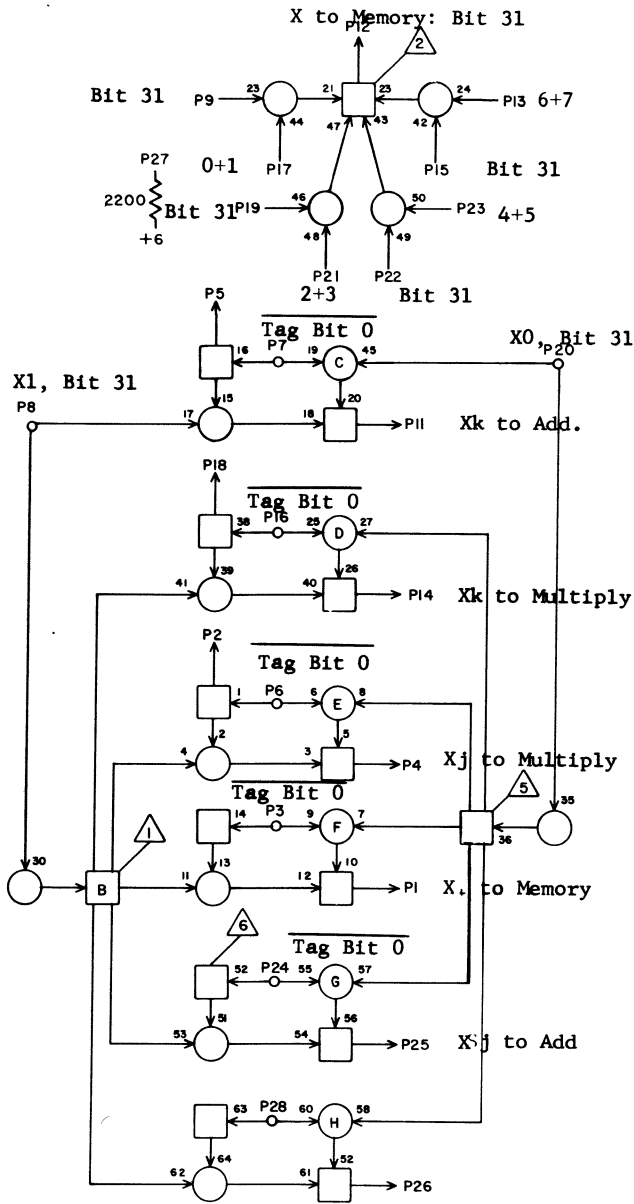 X to Memory: Bit 31
P12
2
23 21 23 24
Bit 31 P9 P13 6+7
44 47 43 42
P27 0+1 P17 P15 Bit 31
2200 Bit 31 P19 46 50 P23 4+5
+6 48 49
P21 P22
2+3 Bit 31
P5
Tag Bit 0
P7 X0, Bit 31
P20
16 19 C 45
X1, Bit 31
P8
15 20
17 18 P11 Xk to Add.
P18
Tag Bit 0
P16
38 25 D 27
39 26
41 40 P14 Xk to Multiply
P2
Tag Bit 0
P6
1 6 E 8
2 5
4 3 P4 Xj to Multiply
Tag Bit 0
P3 5
14 9 F 7 35
36
1 13 10
30 B 11 12 P1 to Memory
6
Tag Bit 0
P24
52 55 G 57
51 56
53 54 P25 j to Add
P28
63 60 H 58
64 52
62 61 P26